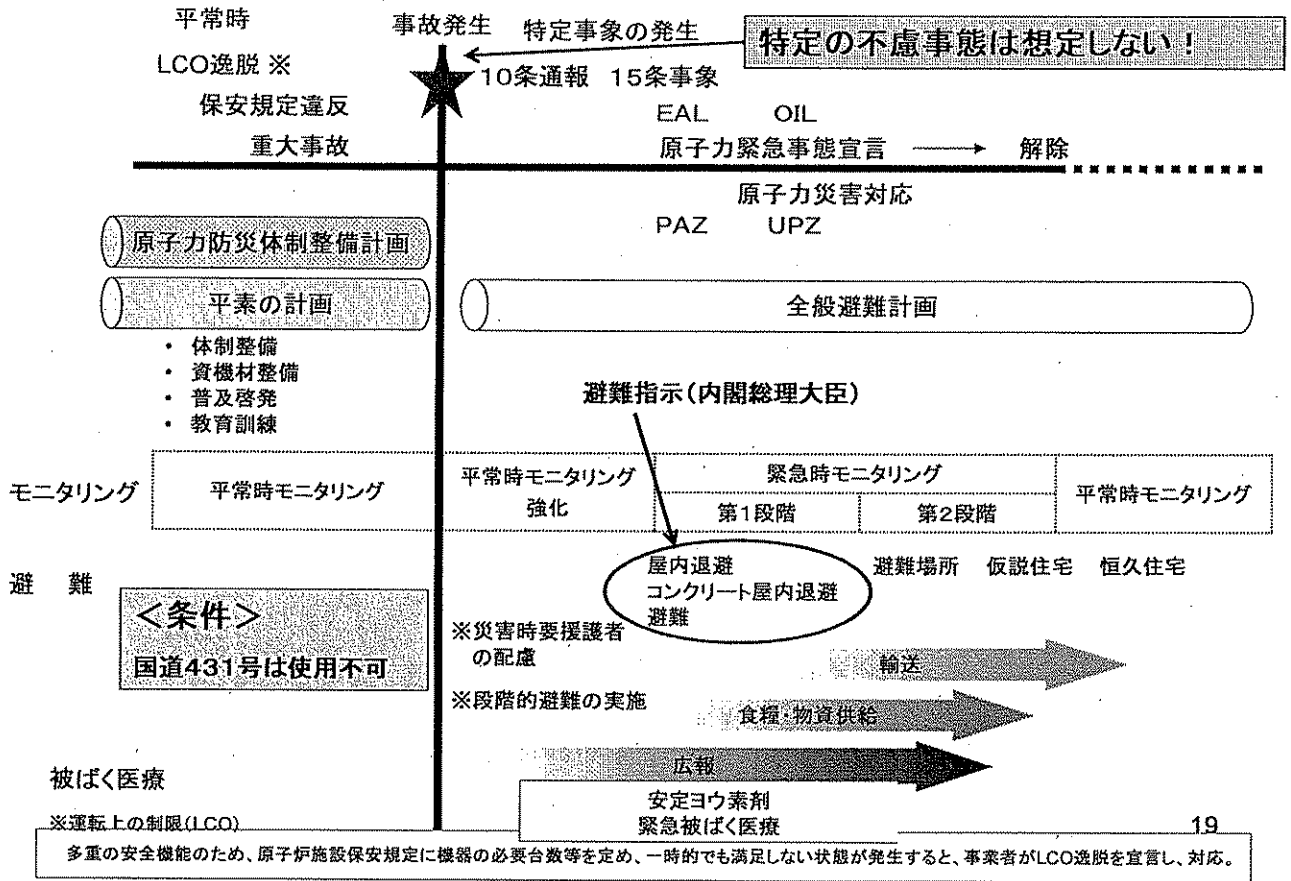 平常時
事故発生
特定事象の発生
特定の不慮事態は想定しない！
LCO逸脱 ※
10条通報 15条事象
保安規定違反
EAL OIL
重大事故
原子力緊急事態宣言 → 解除
原子力災害対応
PAZ UPZ
原子力防災体制整備計画
平素の計画
全般避難計画
・ 体制整備
・ 資機材整備
・ 普及啓発
・ 教育訓練
避難指示（内閣総理大臣）
モニタリング
平常時モニタリング
平常時モニタリング
強化
緊急時モニタリング
第1段階
第2段階
平常時モニタリング
避 難
屋内退避
コンクリート屋内退避
避難
避難場所 仮説住宅 恒久住宅
＜条件＞
国道431号は使用不可
※災害時要援護者
の配慮
※段階的避難の実施
輸送
食糧・物資供給
広報
被ばく医療
安定ヨウ素剤
緊急被ばく医療
※運転上の制限(LCO)
19
多重の安全機能のため、原子炉施設保安規定に機器の必要台数等を定め、一時的でも満足しない状態が発生すると、事業者がLCO逸脱を宣言し、対応。